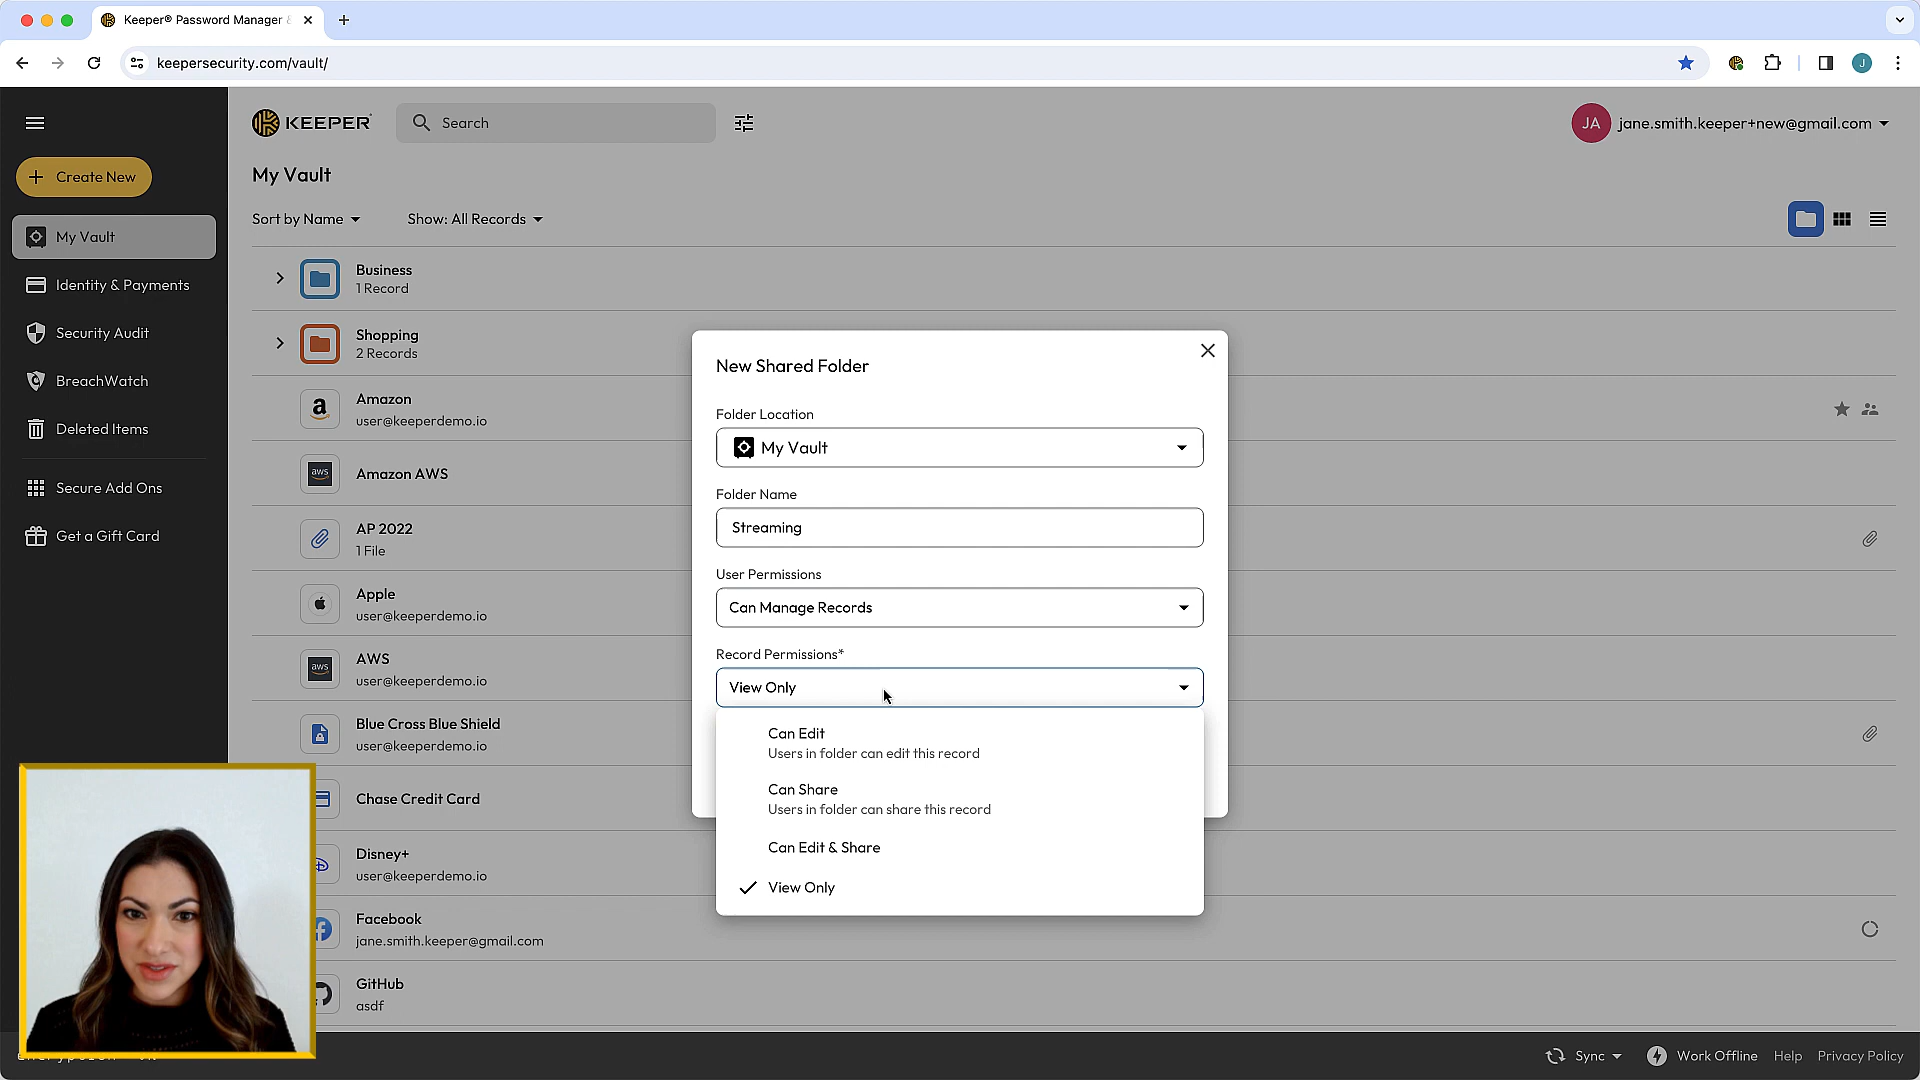 Keeper® Password Manager &
keepersecurity.com/vault/
J
KEEPER
Search
JA
jane.smith.keeper+new@gmail.com
Create New
My Vault
Identity & Payments
Security Audit
BreachWatch
Deleted Items
Secure Add Ons
Get a Gift Card
My Vault
Sort by Name
Show: All Records
Business
1 Record
Shopping
2 Records
a
Amazon
user@keeperdemo.io
aws
Amazon AWS
AP 2022
1 File
Apple
user@keeperdemo.io
aws
AWS
user@keeperdemo.io
Blue Cross Blue Shield
user@keeperdemo.io
Chase Credit Card
Disney+
user@keeperdemo.io
Facebook
jane.smith.keeper@gmail.com
GitHub
asdf
New Shared Folder
Folder Location
My Vault
Folder Name
Streaming
User Permissions
Can Manage Records
Record Permissions*
View Only
Can Edit
Users in folder can edit this record
Can Share
Users in folder can share this record
Can Edit & Share
View Only
Sync
Work Offline
Help
Privacy Policy